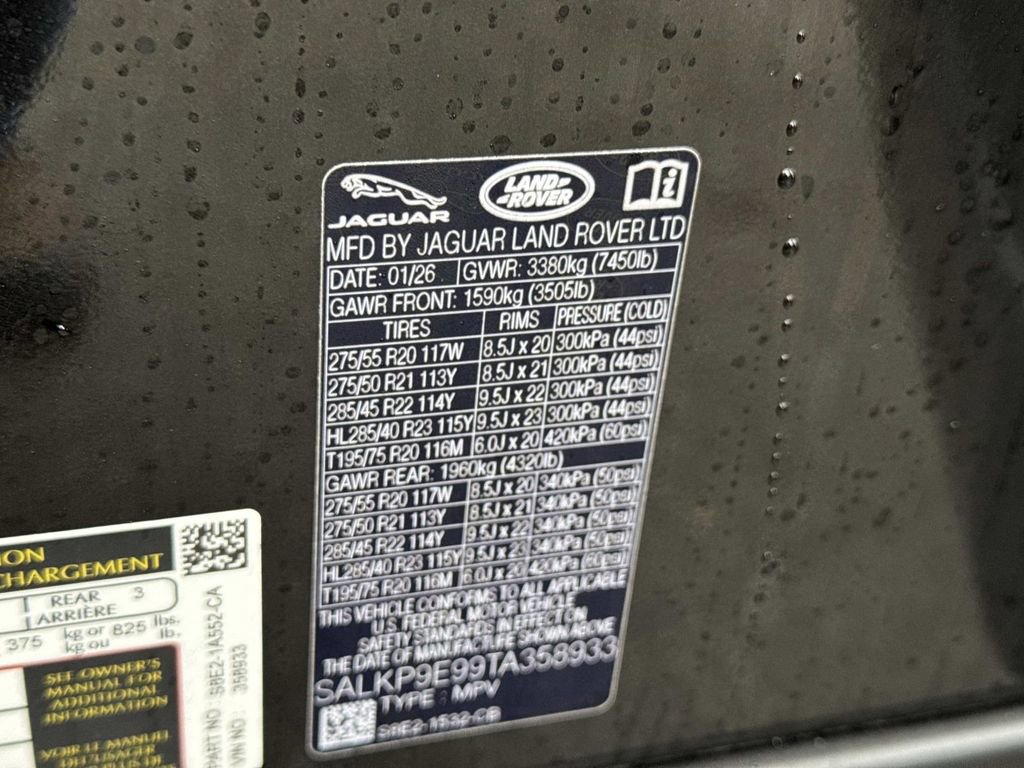 JAGUAR
LAND-
-ROVER
MFD BY JAGUAR LAND ROVER LTD
DATE: 01/26 GVWR: 3380kg (7450lb)
GAWR FRONT: 1590kg (3505lb)
TIRES RIMS PRESSURE (COLD)
275/55 R20 117W 8.5J x 20 300kPa (44psi)
275/50 R21 113Y 8.5J x 21 300kPa (44psi)
285/45 R22 114Y 9.5J x 22 300kPa (44psi)
HL285/40 R23 115Y 9.5J x 23 300kPa (44psi)
T195/75 R20 116M 6.0J x 20 420kPa (60psi)
GAWR REAR: 1960kg (4320lb)
275/55 R20 117W 8.5J x 20 340kPa (50psi)
275/50 R21 113Y 8.5J x 21 340kPa (50psi)
285/45 R22 114Y 9.5J x 22 340kPa (50psi)
HL285/40 R23 115Y 9.5J x 23 340kPa (50psi)
T195/75 R20 116M 6.0J x 20 420kPa (60psi)
THIS VEHICLE CONFORMS TO ALL APPLICABLE
U.S. FEDERAL MOTOR VEHICLE
SAFETY STANDARDS IN EFFECT ON
THE DATE OF MANUFACTURE SHOWN ABOVE
SALKP9E99TA358933
TYPE: MPV
S8E2-1532-CB
ION
CHARGEMENT
REAR 3
ARRIÈRE
375 kg or 825 lbs.
kg ou lb.
SEE OWNER'S
MANUAL FOR
ADDITIONAL
INFORMATION
VOIR LE MANUEL
DE L'USAGER
PLUS DE
PART NO: S8E2-1A552-CA
VIN NO: 358933